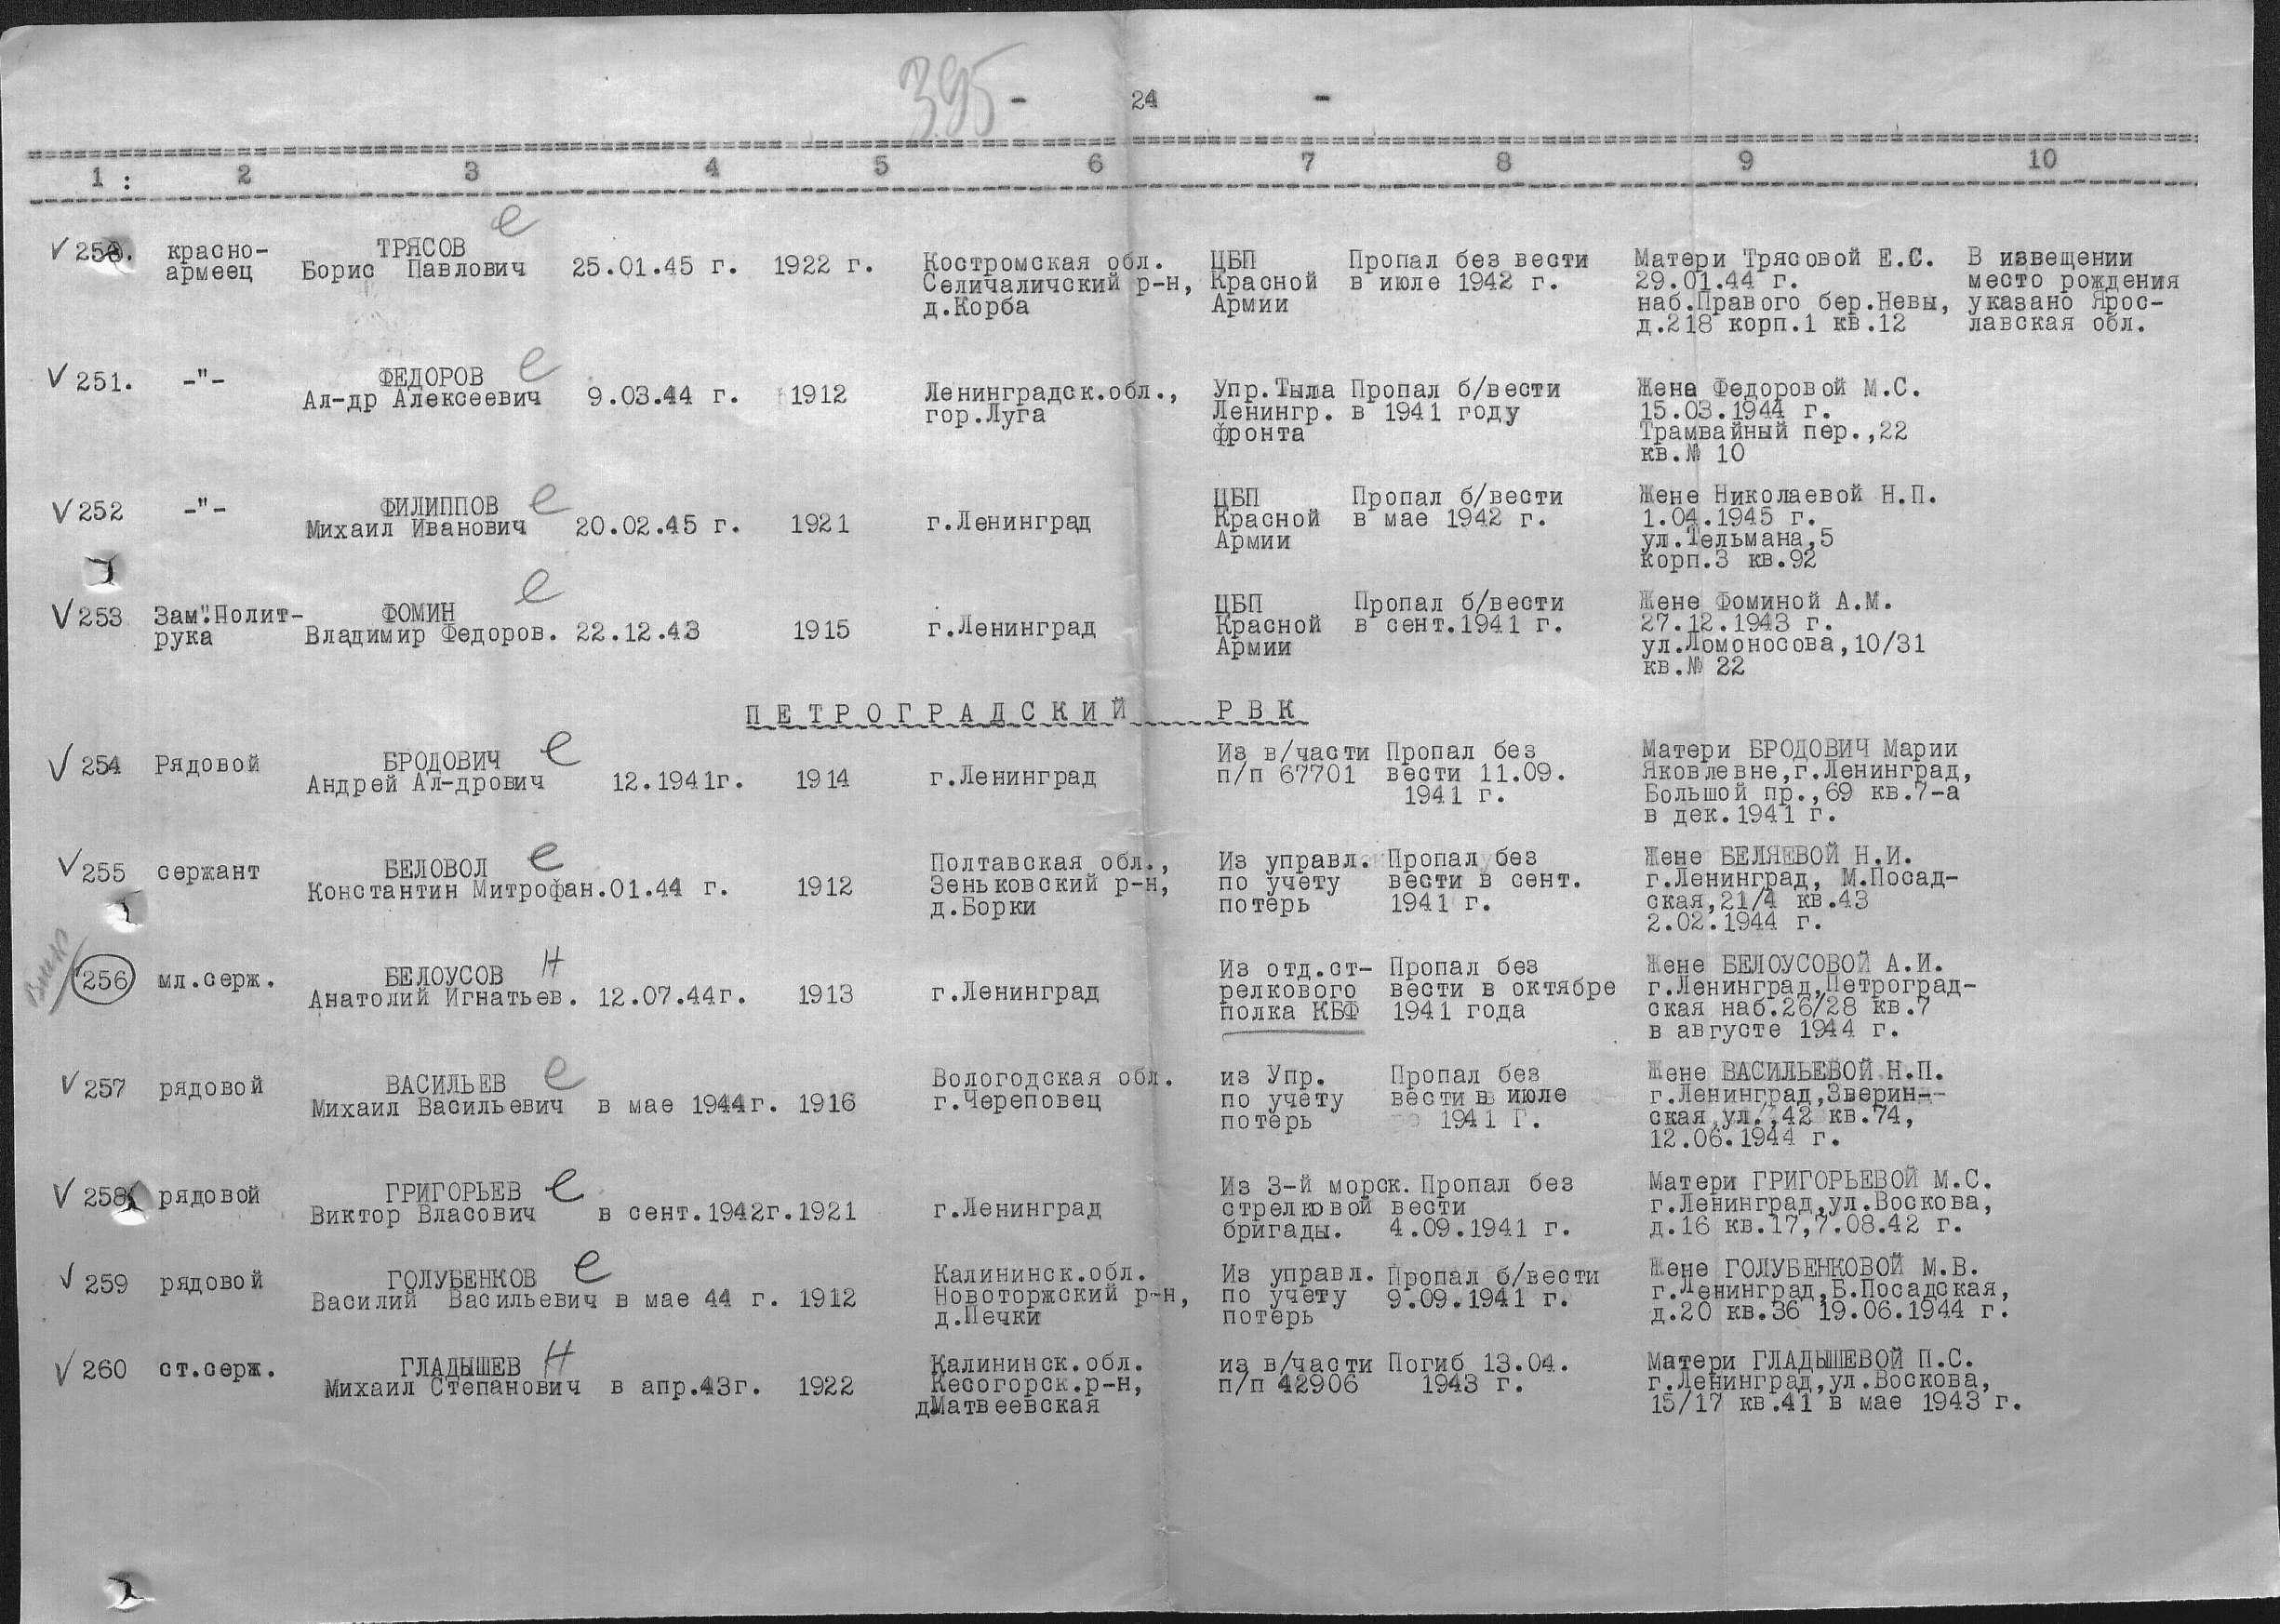 395 - 24 -
1 : 2 3 4 5 6 7 8 9 10
е
V 250. красно- ТРЯСОВ 25.01.45 г. 1922 г. Костромская обл. ЦБП Пропал без вести Матери Трясовой Е.С. В извещении
армеец Борис Павлович Селичаличский р-н, Красной в июле 1942 г. 29.01.44 г. место рождения
д.Корба Армии наб.Правого бер.Невы, указано Ярос-
д.218 корп.1 кв.12 лавская обл.
V 251. -"- ФЕДОРОВ е
Ал-др Алексеевич 9.03.44 г. 1912 Ленинградск.обл., Упр.Тыла Пропал б/вести Жена Федоровой М.С.
гор.Луга Ленингр. в 1941 году 15.03.1944 г.
фронта Трамвайный пер.,22
кв.№ 10
V 252 -"- ФИЛИППОВ е ЦБП Пропал б/вести Жене Николаевой Н.П.
Михаил Иванович 20.02.45 г. 1921 г.Ленинград Красной в мае 1942 г. 1.04.1945 г.
Армии ул.Тельмана,5
корп.3 кв.92
V 253 Зам.Полит- ФОМИН е ЦБП Пропал б/вести Жене Фоминой А.М.
рука Владимир Федоров. 22.12.43 1915 г.Ленинград Красной в сент.1941 г. 27.12.1943 г.
Армии ул.Ломоносова,10/31
кв.№ 22
ПЕТРОГРАДСКИЙ РВК
V 254 Рядовой БРОДОВИЧ е Из в/части Пропал без Матери БРОДОВИЧ Марии
Андрей Ал-дрович 12.1941г. 1914 г.Ленинград п/п 67701 вести 11.09. Яковлевне,г.Ленинград,
1941 г. Большой пр.,69 кв.7-а
в дек.1941 г.
V 255 сержант БЕЛОВОЛ е Полтавская обл., Из управл. Пропал без Жене БЕЛЯЕВОЙ Н.И.
Константин Митрофан.01.44 г. 1912 Зеньковский р-н, по учету вести в сент. г.Ленинград, М.Посад-
д.Борки потерь 1941 г. ская,21/4 кв.43
2.02.1944 г.
256 мл.серж. БЕЛОУСОВ Н Из отд.ст- Пропал без Жене БЕЛОУСОВОЙ А.И.
Анатолий Игнатьев. 12.07.44г. 1913 г.Ленинград релкового вести в октябре г.Ленинград,Петроград-
полка КБФ 1941 года ская наб.26/28 кв.7
в августе 1944 г.
V 257 рядовой ВАСИЛЬЕВ е Вологодская обл. из Упр. Пропал без Жене ВАСИЛЬЕВОЙ Н.П.
Михаил Васильевич в мае 1944г. 1916 г.Череповец по учету вести в июле г.Ленинград,Зверин-
потерь 1941 г. ская,ул.,42 кв.74,
12.06.1944 г.
V 258 рядовой ГРИГОРЬЕВ е Из 3-й морск. Пропал без Матери ГРИГОРЬЕВОЙ М.С.
Виктор Власович в сент.1942г.1921 г.Ленинград стрелковой вести г.Ленинград,ул.Воскова,
бригады. 4.09.1941 г. д.16 кв.17,7.08.42 г.
V 259 рядовой ГОЛУБЕНКОВ е Калининск.обл. Из управл. Пропал б/вести Жене ГОЛУБЕНКОВОЙ М.В.
Василий Васильевич в мае 44 г. 1912 Новоторжский р-н, по учету 9.09.1941 г. г.Ленинград,Б.Посадская,
д.Печки потерь д.20 кв.36 19.06.1944 г.
V 260 ст.серж. ГЛАДЫШЕВ Н Калининск.обл. из в/части Погиб 13.04. Матери ГЛАДЫШЕВОЙ П.С.
Михаил Степанович в апр.43г. 1922 Кесогорск.р-н, п/п 42906 1943 г. г.Ленинград,ул.Воскова,
д.Матвеевская 15/17 кв.41 в мае 1943 г.